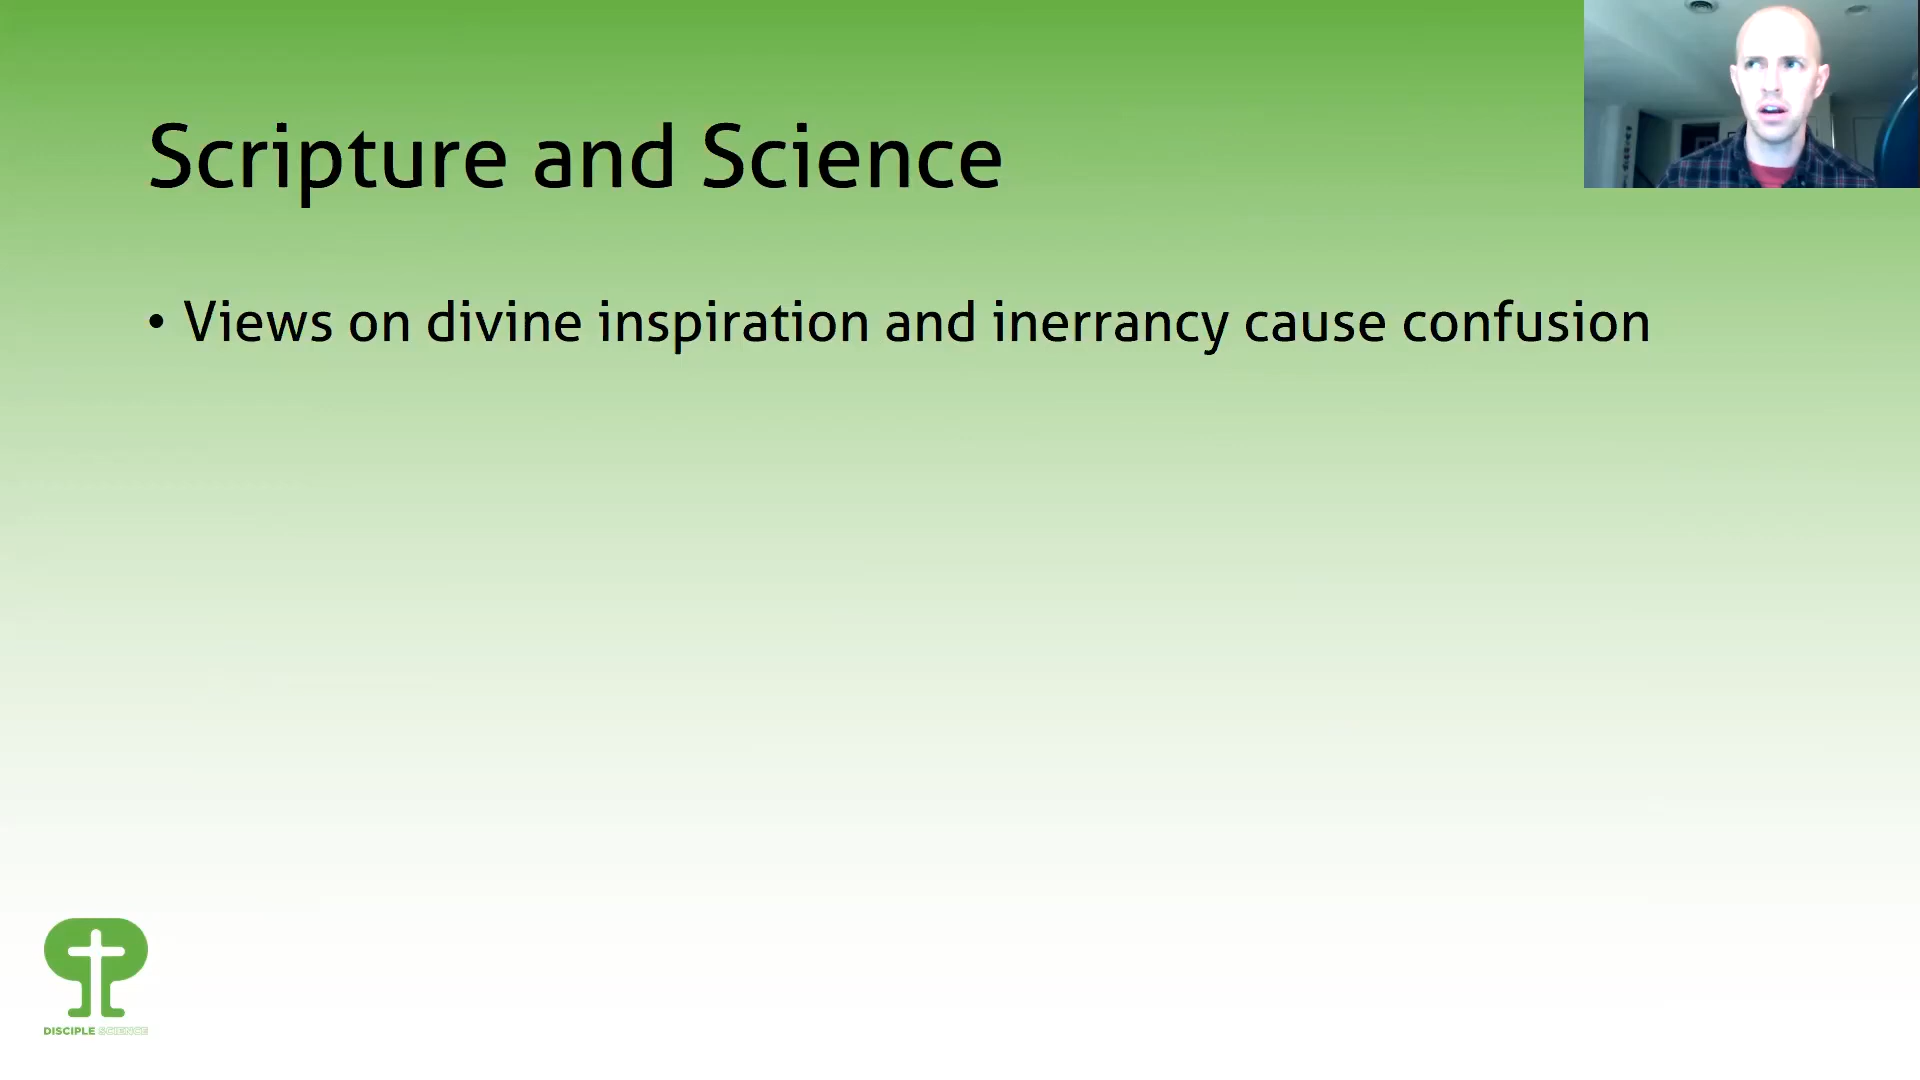 Scripture and Science
• Views on divine inspiration and inerrancy cause confusion
DISCIPLE SCIENCE